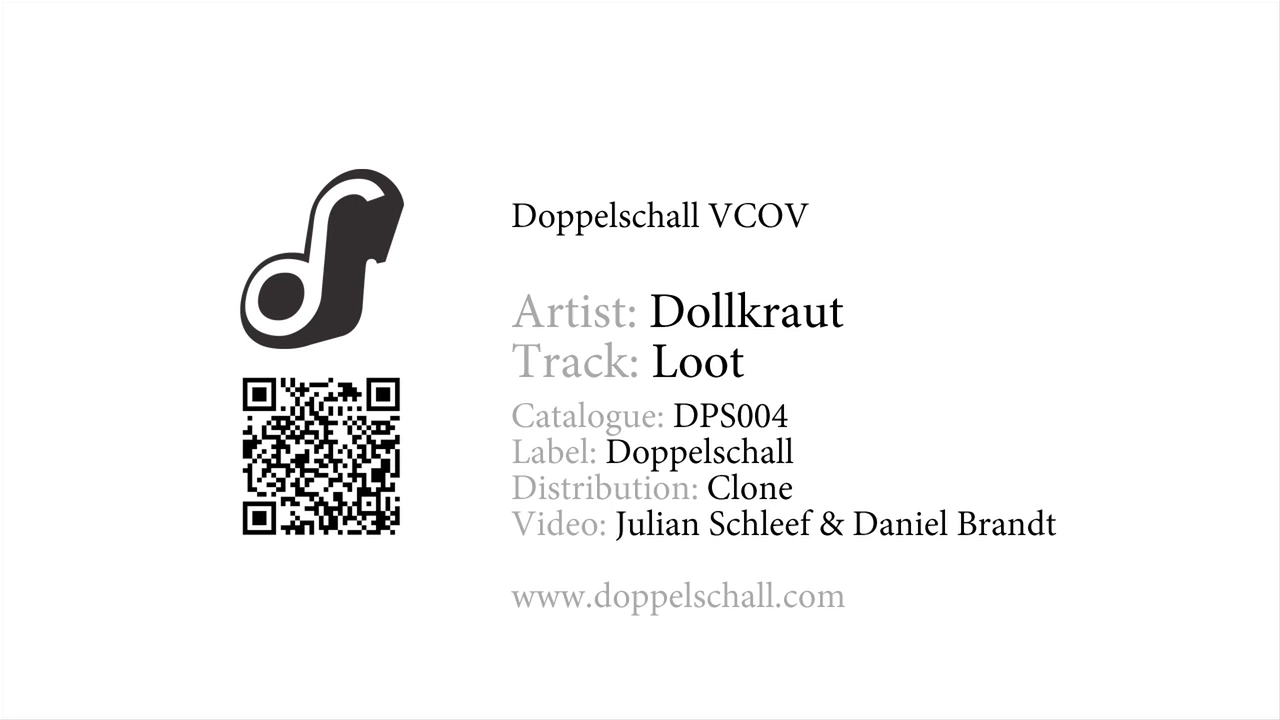 Doppelschall VCOV
Artist: Dollkraut
Track: Loot
Catalogue: DPS004
Label: Doppelschall
Distribution: Clone
Video: Julian Schleef & Daniel Brandt
www.doppelschall.com